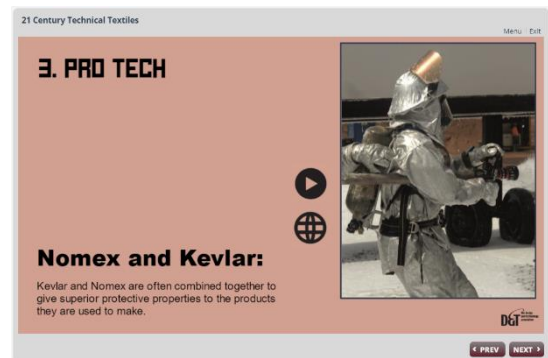 21 Century Technical Textiles
Menu Exit
3. PRO TECH
Nomex and Kevlar:
Kevlar and Nomex are often combined together to
give superior protective properties to the products
they are used to make.
D&T
PREV NEXT